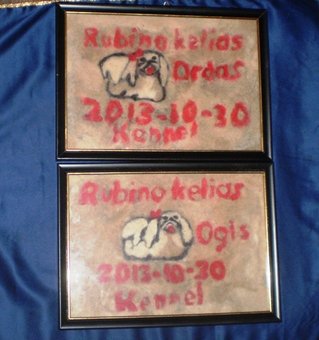 Rubino kelias
Ordas
2013-10-30
Kennel
Rubino kelias
Ogis
2013-10-30
Kennel